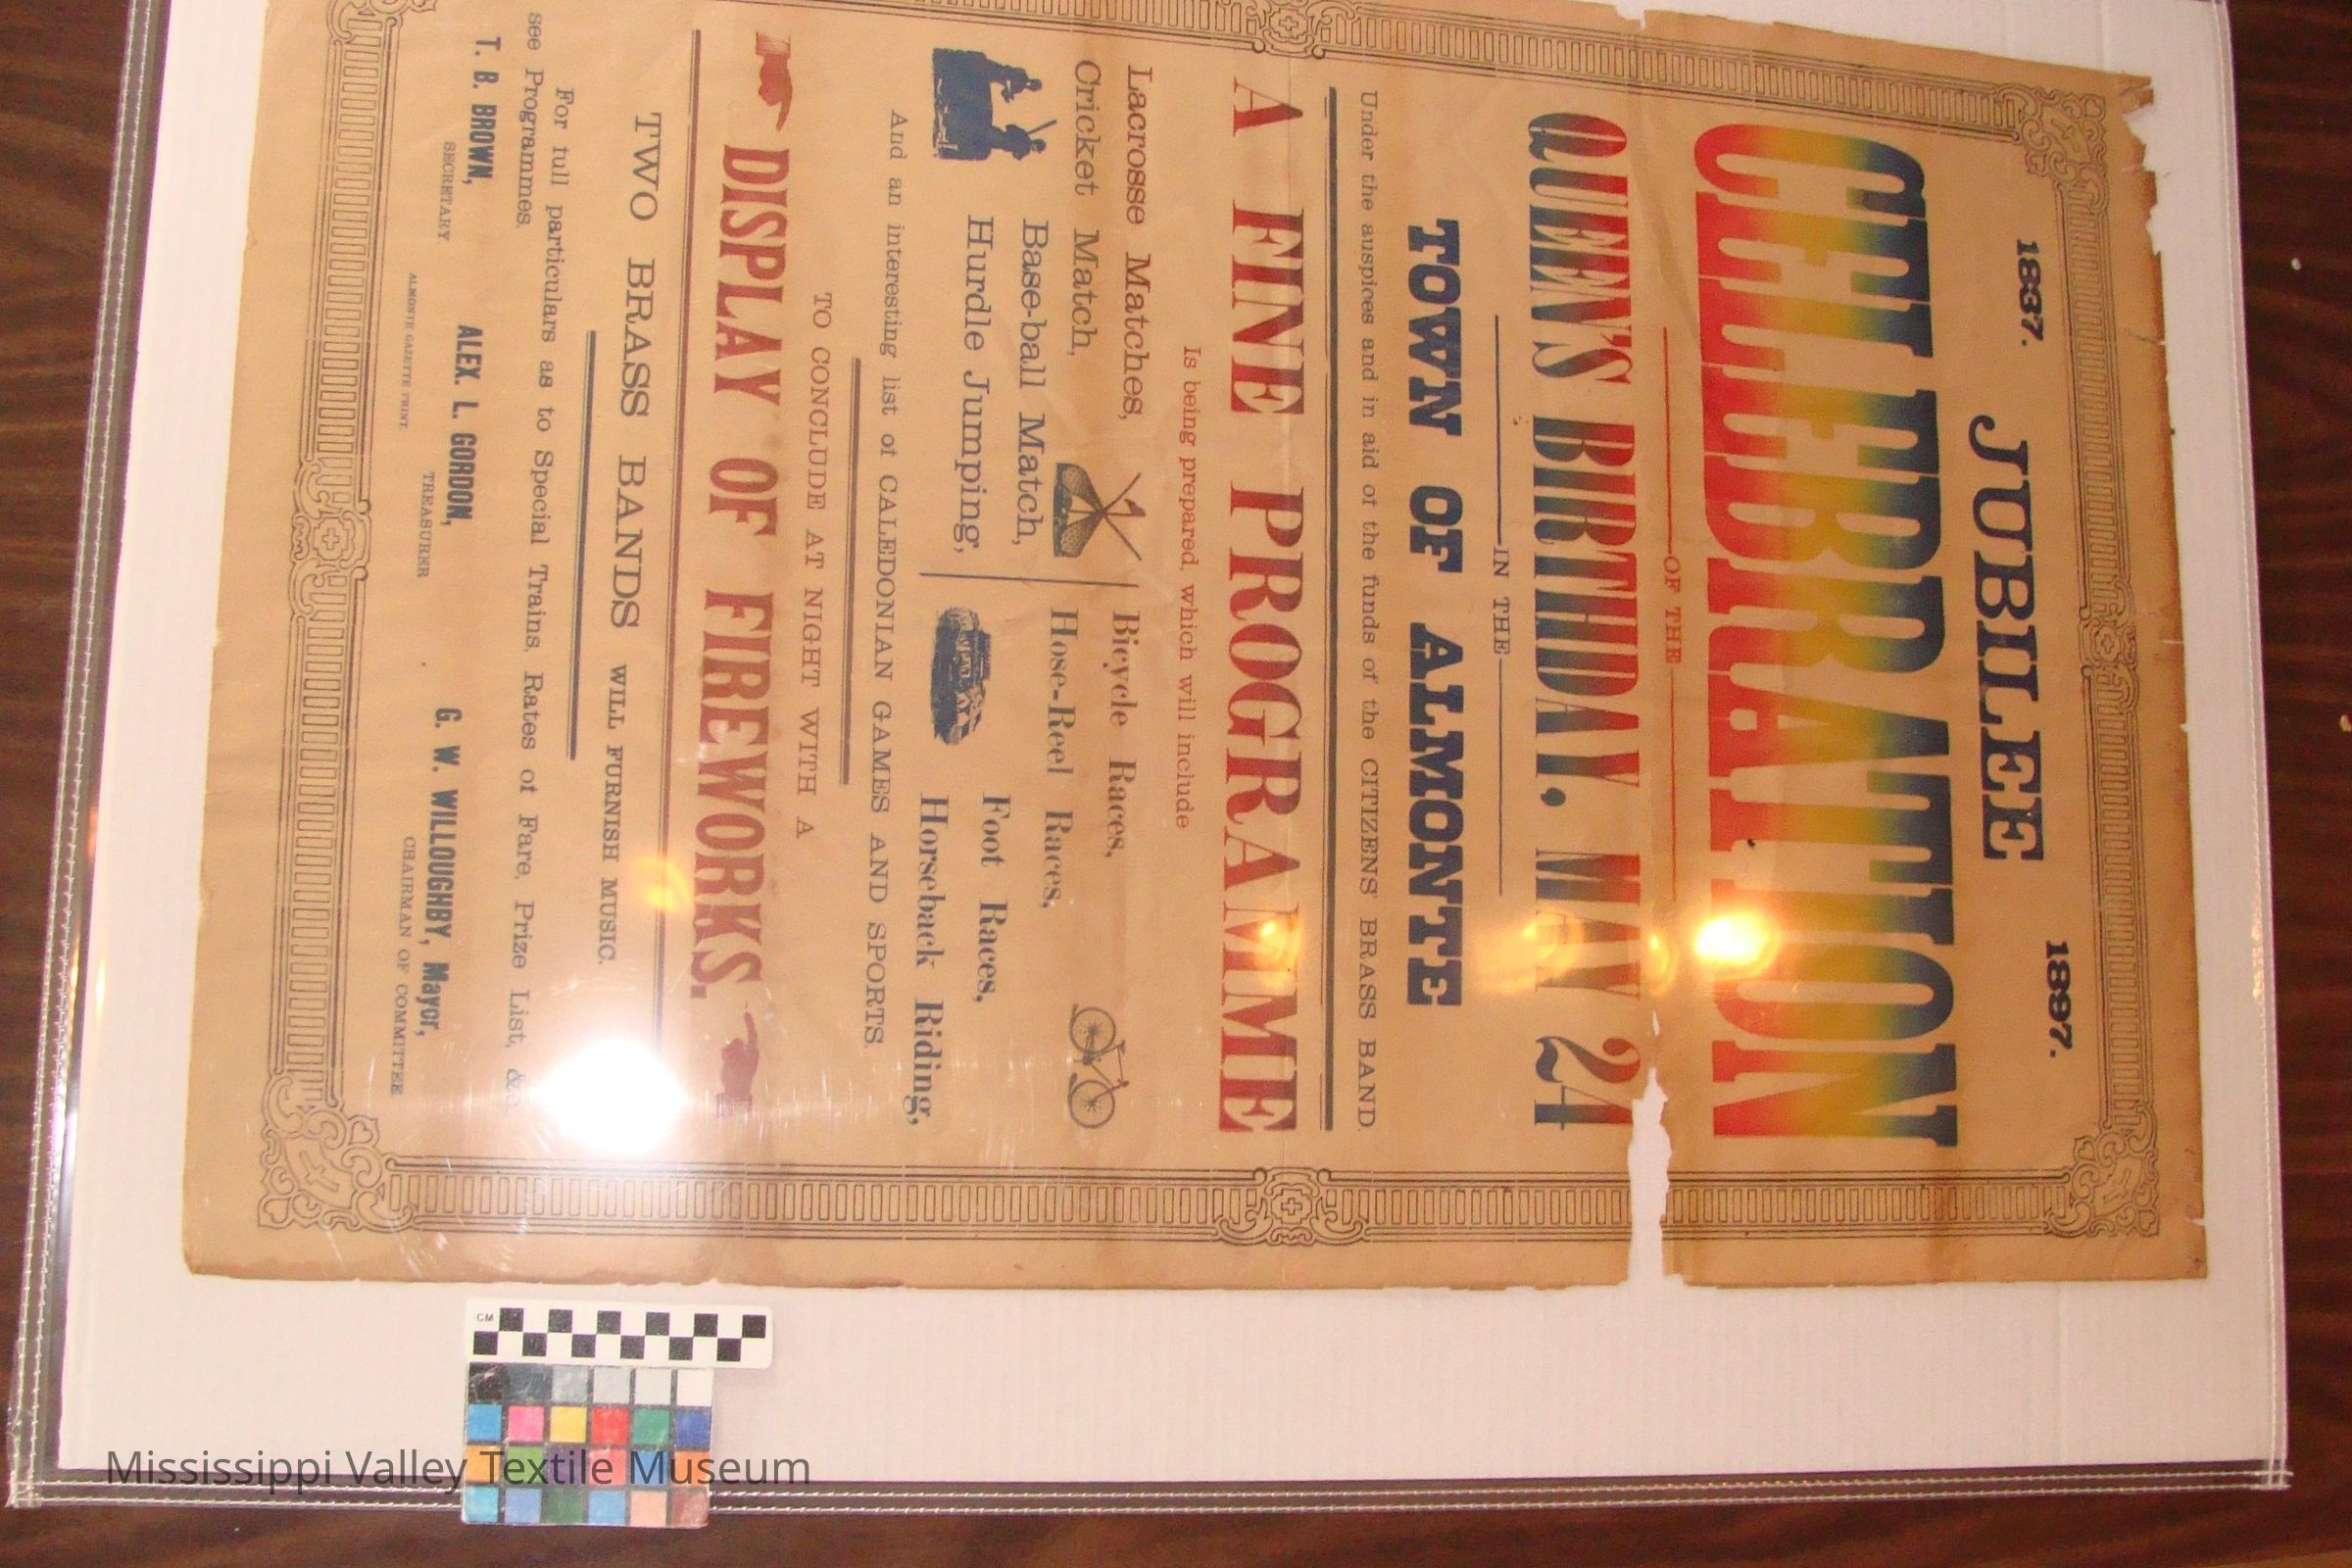 1837.
JUBILEE
1897.
CELEBRATION
OF THE
QUEEN'S BIRTHDAY, MAY 24
IN THE
TOWN OF ALMONTE
Under the auspices and in aid of the funds of the CITIZENS' BRASS BAND.
A FINE PROGRAMME
Is being prepared, which will include
Lacrosse Matches,
Cricket Match,
Base-ball Match,
Hurdle Jumping,
Bicycle Races,
Hose-Reel Races,
Foot Races,
Horseback Riding,
And an interesting list of CALEDONIAN GAMES AND SPORTS.
TO CONCLUDE AT NIGHT WITH A
DISPLAY OF FIREWORKS.
TWO BRASS BANDS WILL FURNISH MUSIC.
For full particulars as to Special Trains, Rates of Fare, Prize List, &c.,
see Programmes.
T. B. BROWN,
SECRETARY
ALEX. L. GORDON,
TREASURER
G. W. WILLOUGHBY, Mayor,
CHAIRMAN OF COMMITTEE
ALMONTE GAZETTE PRINT.
CM
Mississippi Valley Textile Museum